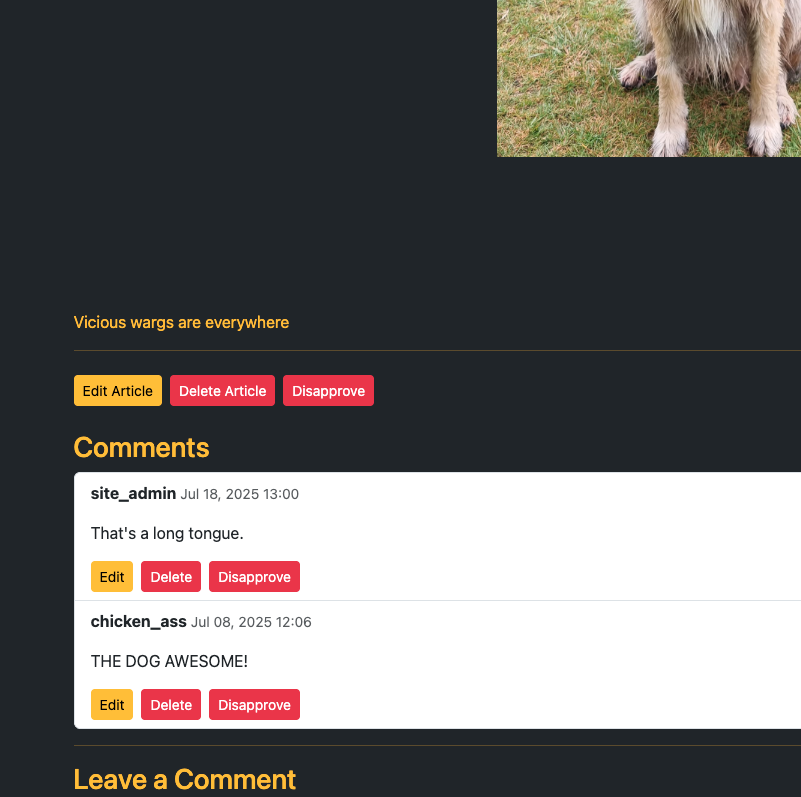 Vicious wargs are everywhere
Edit Article Delete Article Disapprove
Comments
site_admin Jul 18, 2025 13:00
That's a long tongue.
Edit Delete Disapprove
chicken_ass Jul 08, 2025 12:06
THE DOG AWESOME!
Edit Delete Disapprove
Leave a Comment